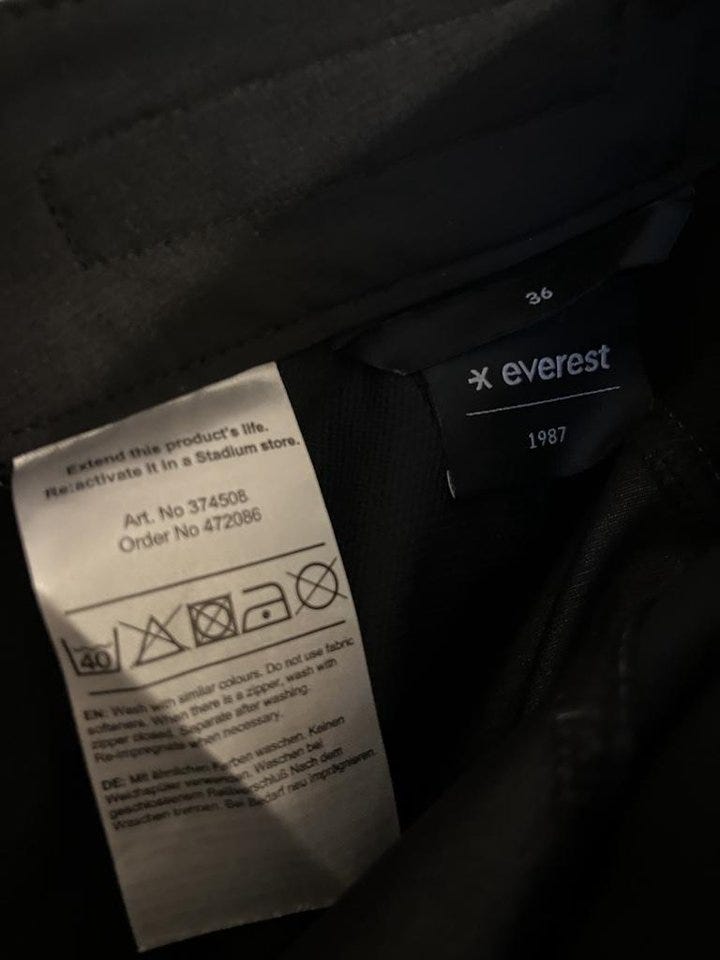 36
everest
1987
Extend this product's life.
Re:activate it in a Stadium store.
Art. No 374508
Order No 472086
40
EN: Wash with similar colours. Do not use fabric
softeners. When there is a zipper, wash with
zipper closed. Separate after washing.
Re-impregnate when necessary.
DE: Mit ähnlichen Farben waschen. Keinen
Weichspüler verwenden. Waschen bei
geschlossenem Reißverschluß Nach dem
Waschen trennen. Bei Bedarf neu imprägnieren.